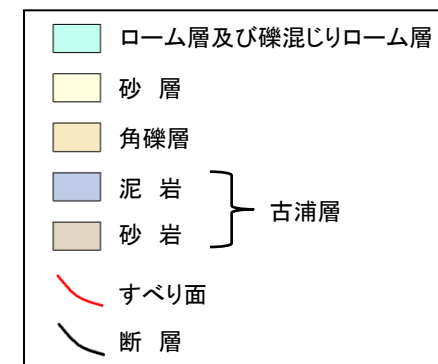 ローム層及び礫混じりローム層
砂 層
角礫層
泥 岩
砂 岩
古浦層
すべり面
断 層